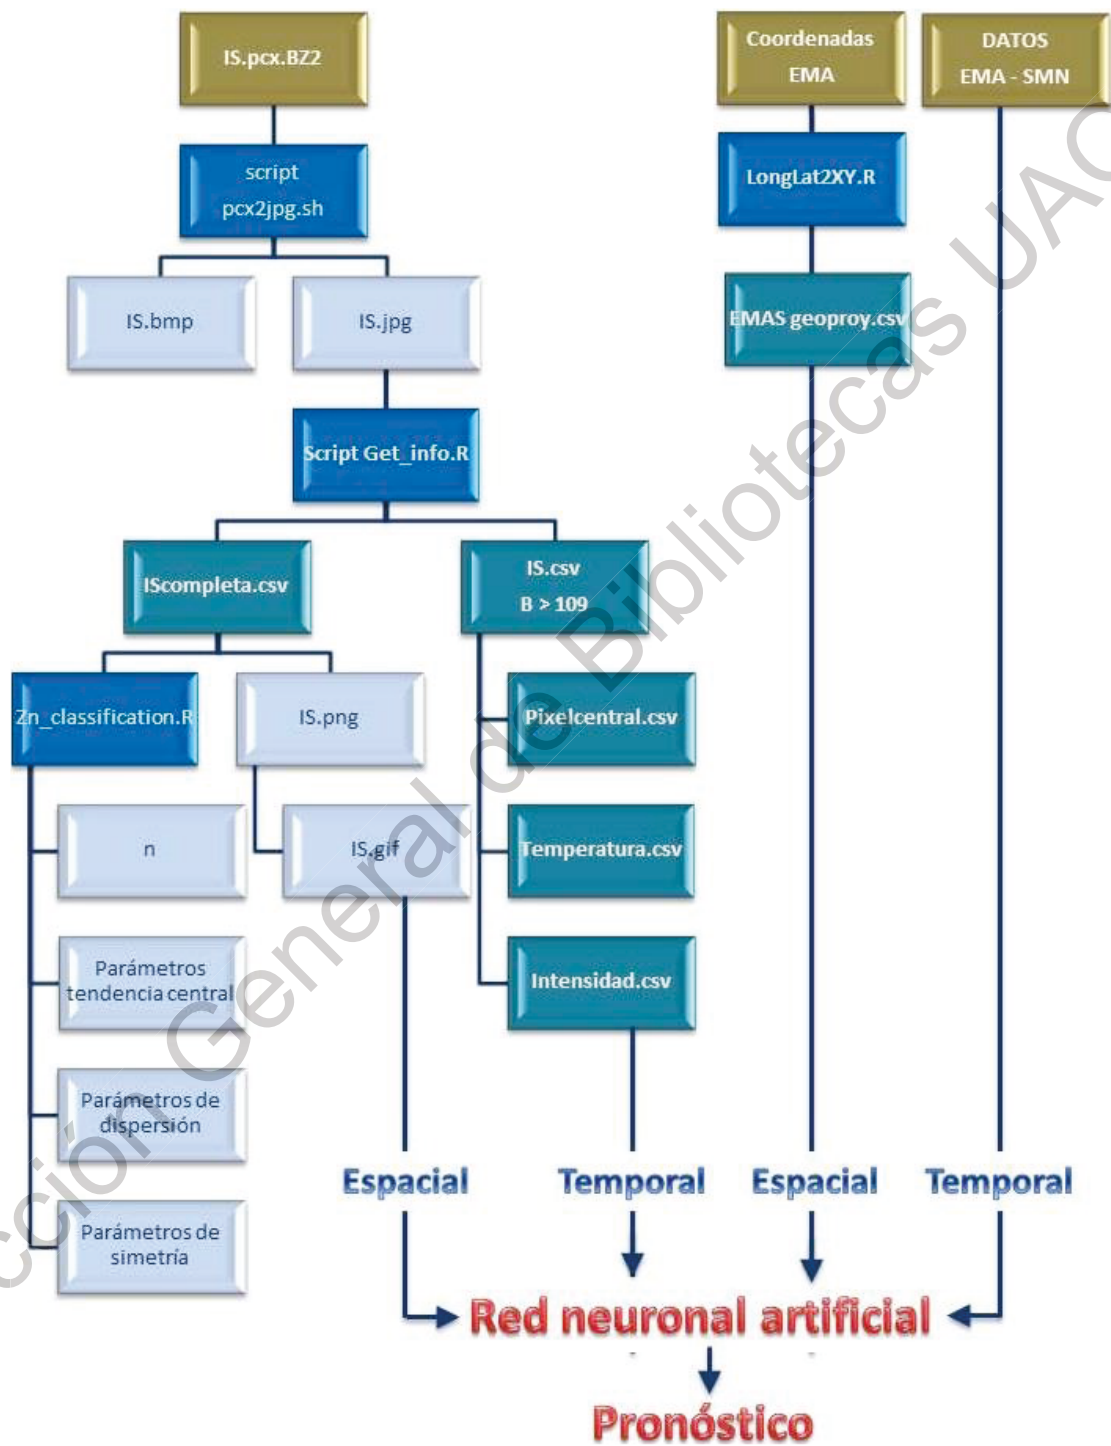 IS.pcx.BZ2
Coordenadas
EMA
DATOS
EMA - SMN
script
pcx2jpg.sh
LongLat2XY.R
IS.bmp
IS.jpg
EMAS geoproy.csv
Script Get_info.R
IScompleta.csv
IS.csv
B > 109
Zn_classification.R
IS.png
Pixelcentral.csv
n
IS.gif
Temperatura.csv
Parámetros
tendencia central
Intensidad.csv
Parámetros de
dispersión
Parámetros de
simetría
Espacial
Temporal
Espacial
Temporal
Red neuronal artificial
Pronóstico
General de Bibliotecas